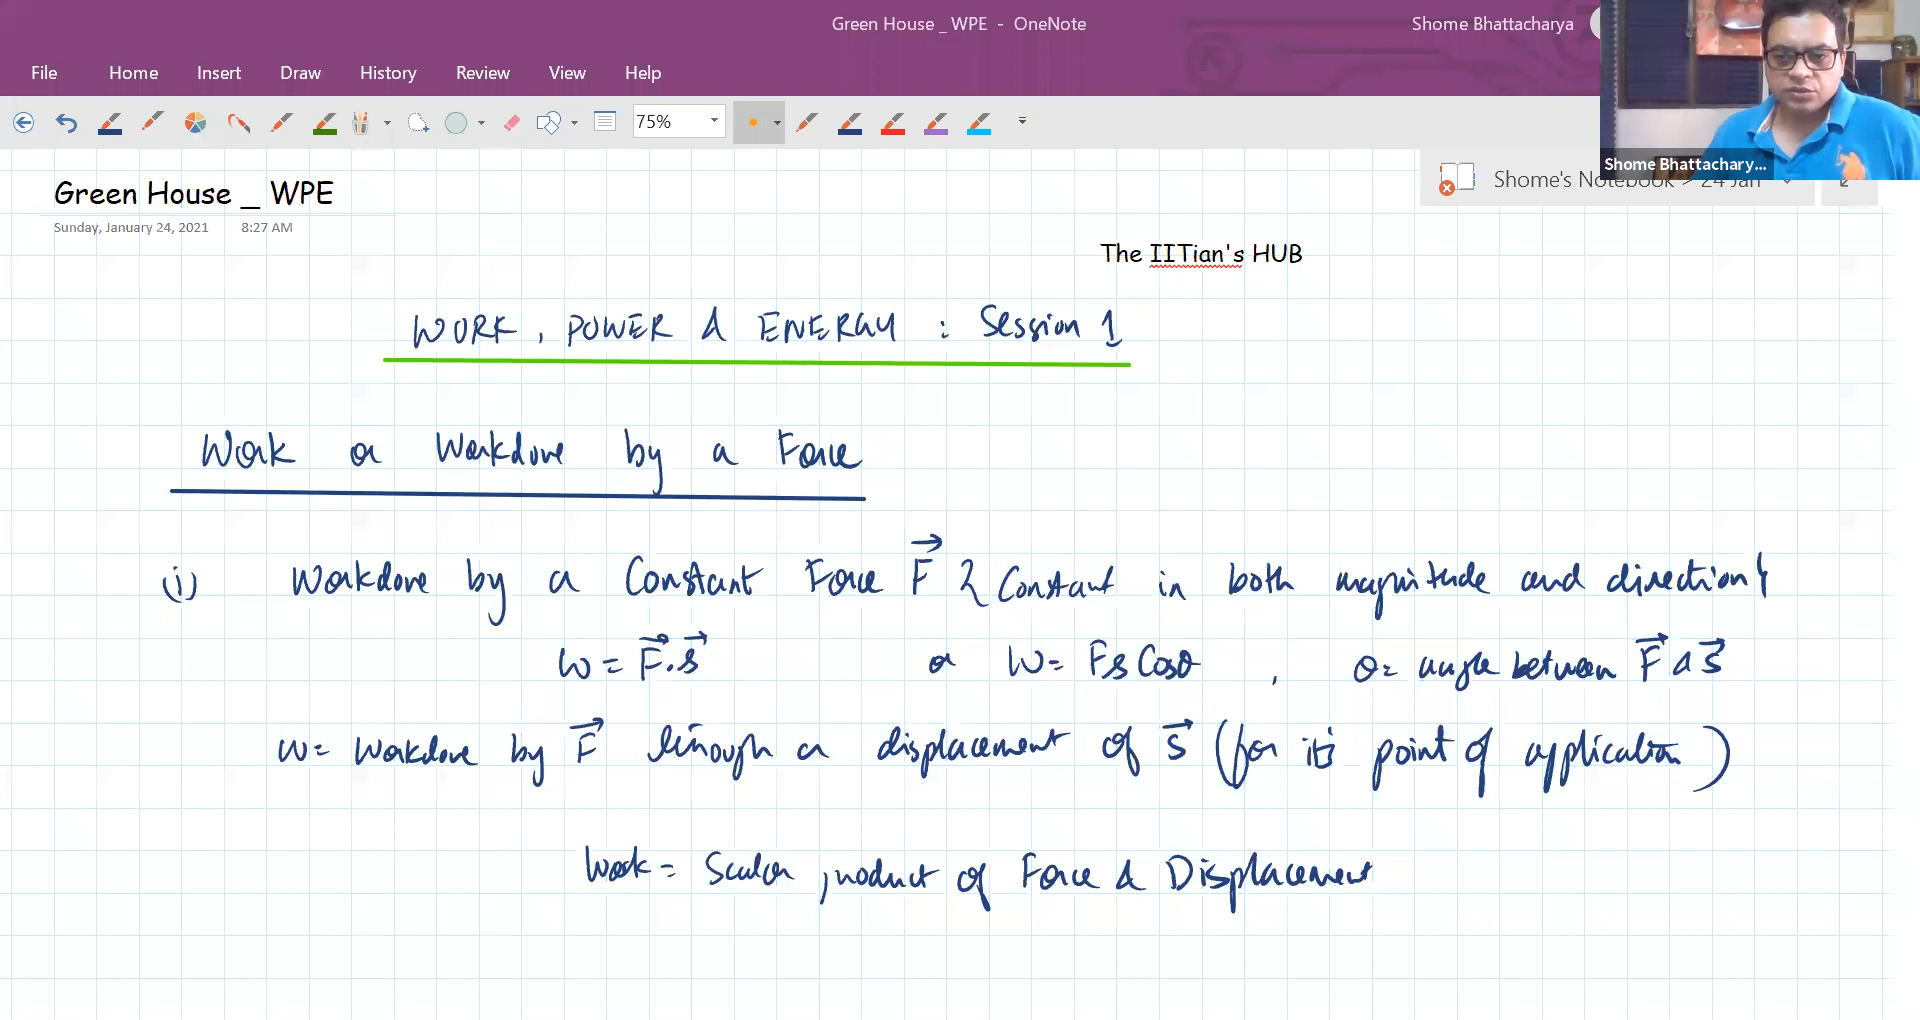 Green House _ WPE - OneNote
Shome Bhattacharya
File Home Insert Draw History Review View Help
75%
Shome Bhattachary...
Shome's Notebook > 24 Jan
Green House _ WPE
Sunday, January 24, 2021 8:27 AM
The IITian's HUB
WORK, POWER & ENERGY : Session 1
Work or Workdone by a Force
(i) Workdone by a Constant Force F⃗ { Constant in both magnitude and direction}
W = F⃗.s⃗ or W = Fs Cosθ , θ = angle between F⃗ & s⃗
W = Workdone by F⃗ through a displacement of s⃗ (for it's point of application)
Work = Scalar product of Force & Displacement